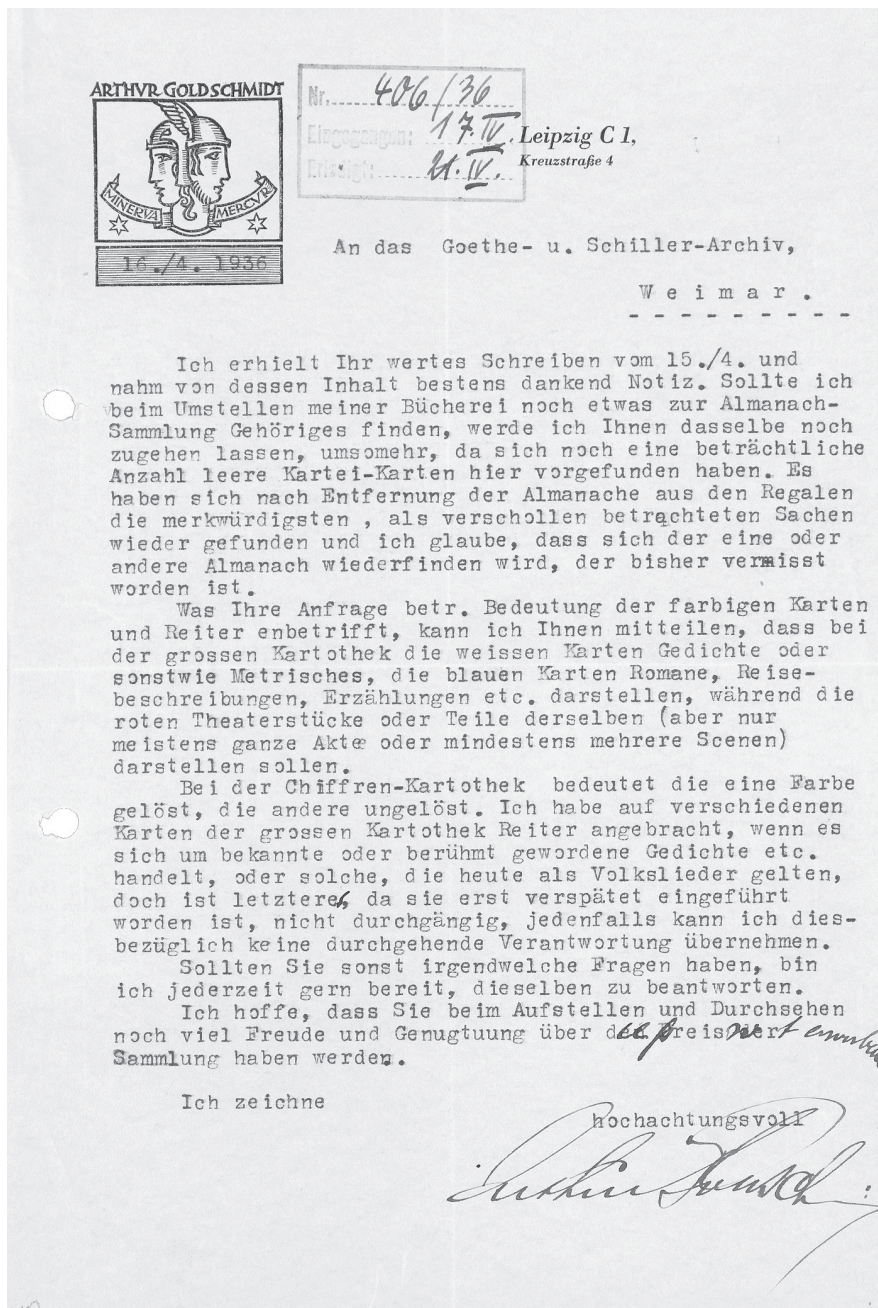 ARTHVR GOLDSCHMIDT
MINERVA MERCVR
16./4. 1936
Nr. 406/36
Eingegangen: 17.IV.
Erledigt: 21.IV.
Leipzig C 1,
Kreuzstraße 4
An das Goethe- u. Schiller-Archiv,
W e i m a r .
- - - - - - - - -
Ich erhielt Ihr wertes Schreiben vom 15./4. und
nahm von dessen Inhalt bestens dankend Notiz. Sollte ich
beim Umstellen meiner Bücherei noch etwas zur Almanach-
Sammlung Gehöriges finden, werde ich Ihnen dasselbe noch
zugehen lassen, umsomehr, da sich noch eine beträchtliche
Anzahl leere Kartei-Karten hier vorgefunden haben. Es
haben sich nach Entfernung der Almanache aus den Regalen
die merkwürdigsten , als verschollen betrachteten Sachen
wieder gefunden und ich glaube, dass sich der eine oder
andere Almanach wiederfinden wird, der bisher vermisst
worden ist.
Was Ihre Anfrage betr. Bedeutung der farbigen Karten
und Reiter enbetrifft, kann ich Ihnen mitteilen, dass bei
der grossen Kartothek die weissen Karten Gedichte oder
sonstwie Metrisches, die blauen Karten Romane, Reise-
beschreibungen, Erzählungen etc. darstellen, während die
roten Theaterstücke oder Teile derselben (aber nur
meistens ganze Akte oder mindestens mehrere Scenen)
darstellen sollen.
Bei der Chiffren-Kartothek bedeutet die eine Farbe
gelöst, die andere ungelöst. Ich habe auf verschiedenen
Karten der grossen Kartothek Reiter angebracht, wenn es
sich um bekannte oder berühmt gewordene Gedichte etc.
handelt, oder solche, die heute als Volkslieder gelten,
doch ist letzteres, da sie erst verspätet eingeführt
worden ist, nicht durchgängig, jedenfalls kann ich dies-
bezüglich keine durchgehende Verantwortung übernehmen.
Sollten Sie sonst irgendwelche Fragen haben, bin
ich jederzeit gern bereit, dieselben zu beantworten.
Ich hoffe, dass Sie beim Aufstellen und Durchsehen
noch viel Freude und Genugtuung über die preiswert
Sammlung haben werden.
Ich zeichne
hochachtungsvoll